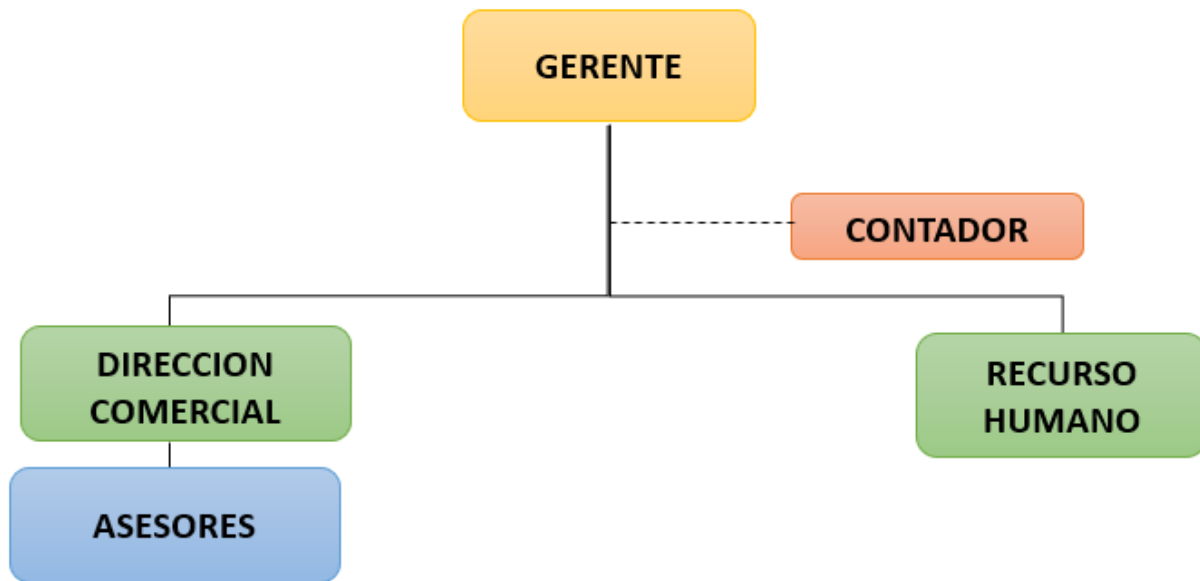 GERENTE
CONTADOR
DIRECCION
COMERCIAL
RECURSO
HUMANO
ASESORES